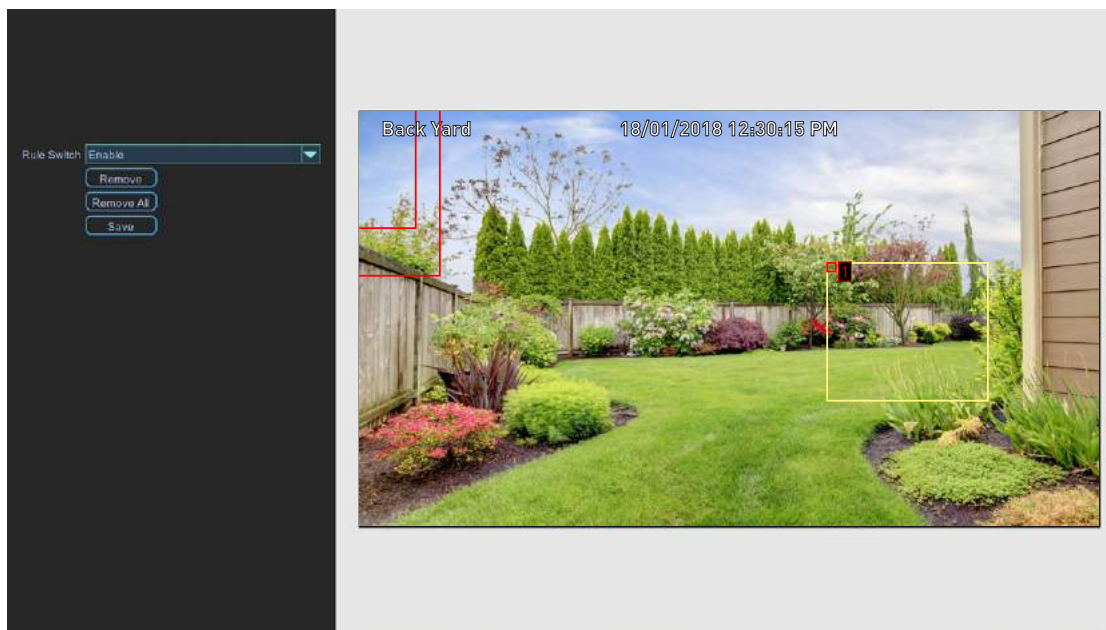 Back Yard 18/01/2018 12:30:15 PM
Rule Switch Enable
Remove
Remove All
Save
1